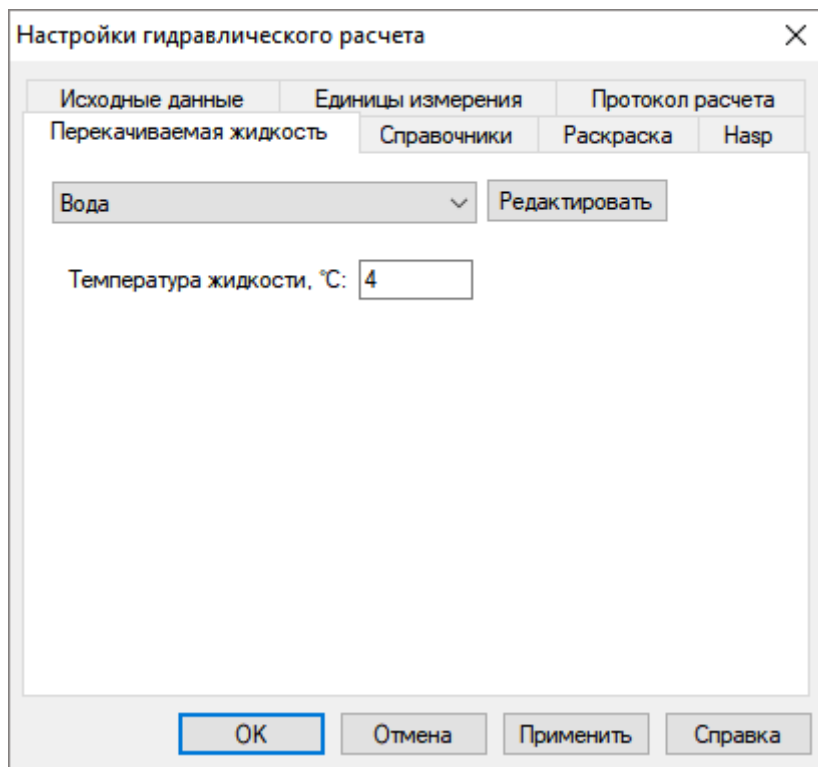 Настройки гидравлического расчета
Исходные данные Единицы измерения Протокол расчета
Перекачиваемая жидкость Справочники Раскраска Hasp
Вода Редактировать
Температура жидкости, °С: 4
ОК Отмена Применить Справка